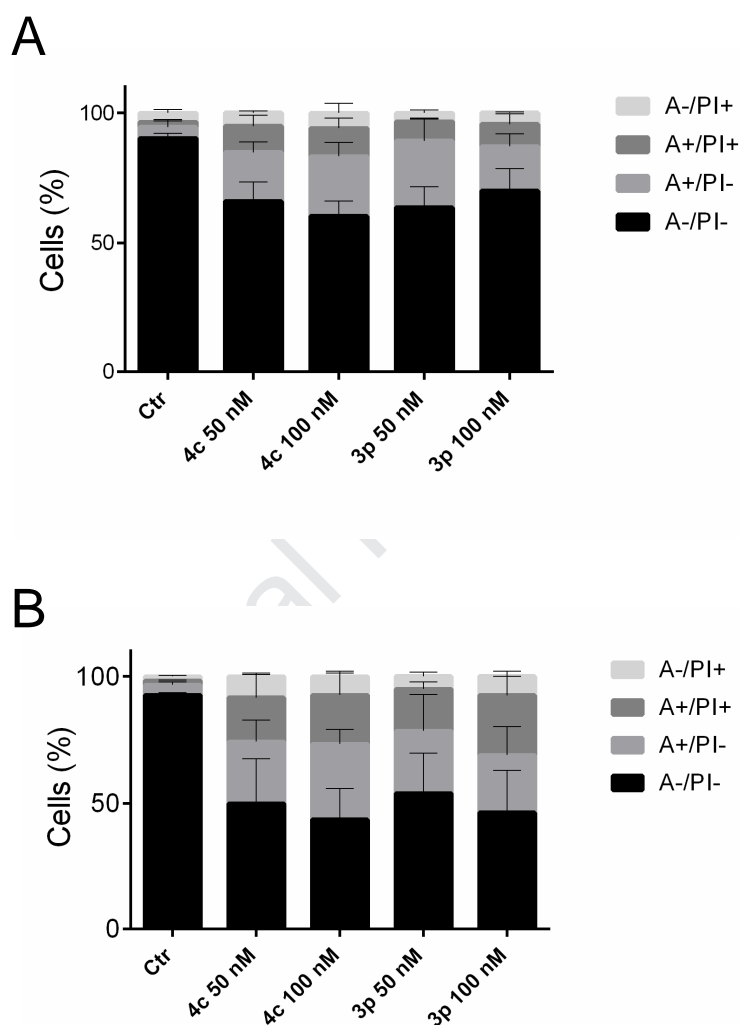 A
Cells (%)
100
50
0
Ctr
4c 50 nM
4c 100 nM
3p 50 nM
3p 100 nM
A-/PI+
A+/PI+
A+/PI-
A-/PI-
al
B
Cells (%)
100
50
0
Ctr
4c 50 nM
4c 100 nM
3p 50 nM
3p 100 nM
A-/PI+
A+/PI+
A+/PI-
A-/PI-